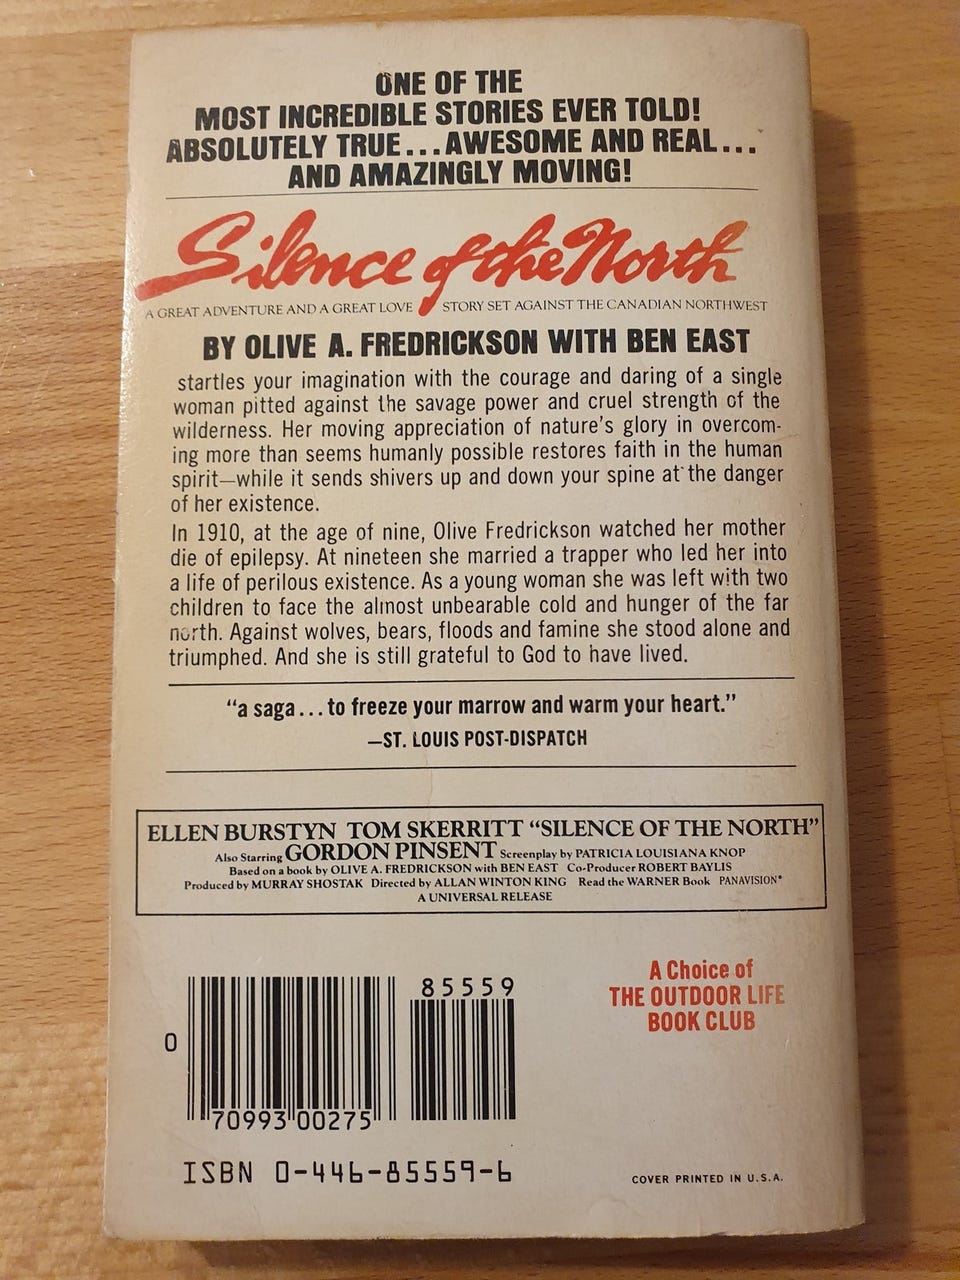 ONE OF THE
MOST INCREDIBLE STORIES EVER TOLD!
ABSOLUTELY TRUE...AWESOME AND REAL...
AND AMAZINGLY MOVING!
Silence of the North
A GREAT ADVENTURE AND A GREAT LOVE STORY SET AGAINST THE CANADIAN NORTHWEST
BY OLIVE A. FREDRICKSON WITH BEN EAST
startles your imagination with the courage and daring of a single
woman pitted against the savage power and cruel strength of the
wilderness. Her moving appreciation of nature's glory in overcom-
ing more than seems humanly possible restores faith in the human
spirit—while it sends shivers up and down your spine at the danger
of her existence.
In 1910, at the age of nine, Olive Fredrickson watched her mother
die of epilepsy. At nineteen she married a trapper who led her into
a life of perilous existence. As a young woman she was left with two
children to face the almost unbearable cold and hunger of the far
north. Against wolves, bears, floods and famine she stood alone and
triumphed. And she is still grateful to God to have lived.
"a saga...to freeze your marrow and warm your heart."
—ST. LOUIS POST-DISPATCH
ELLEN BURSTYN TOM SKERRITT "SILENCE OF THE NORTH"
Also Starring GORDON PINSENT Screenplay by PATRICIA LOUISIANA KNOP
Based on a book by OLIVE A. FREDRICKSON with BEN EAST Co-Producer ROBERT BAYLIS
Produced by MURRAY SHOSTAK Directed by ALLAN WINTON KING Read the WARNER Book PANAVISION®
A UNIVERSAL RELEASE
A Choice of
THE OUTDOOR LIFE
BOOK CLUB
85559
0
70993 00275
ISBN 0-446-85559-6
COVER PRINTED IN U.S.A.